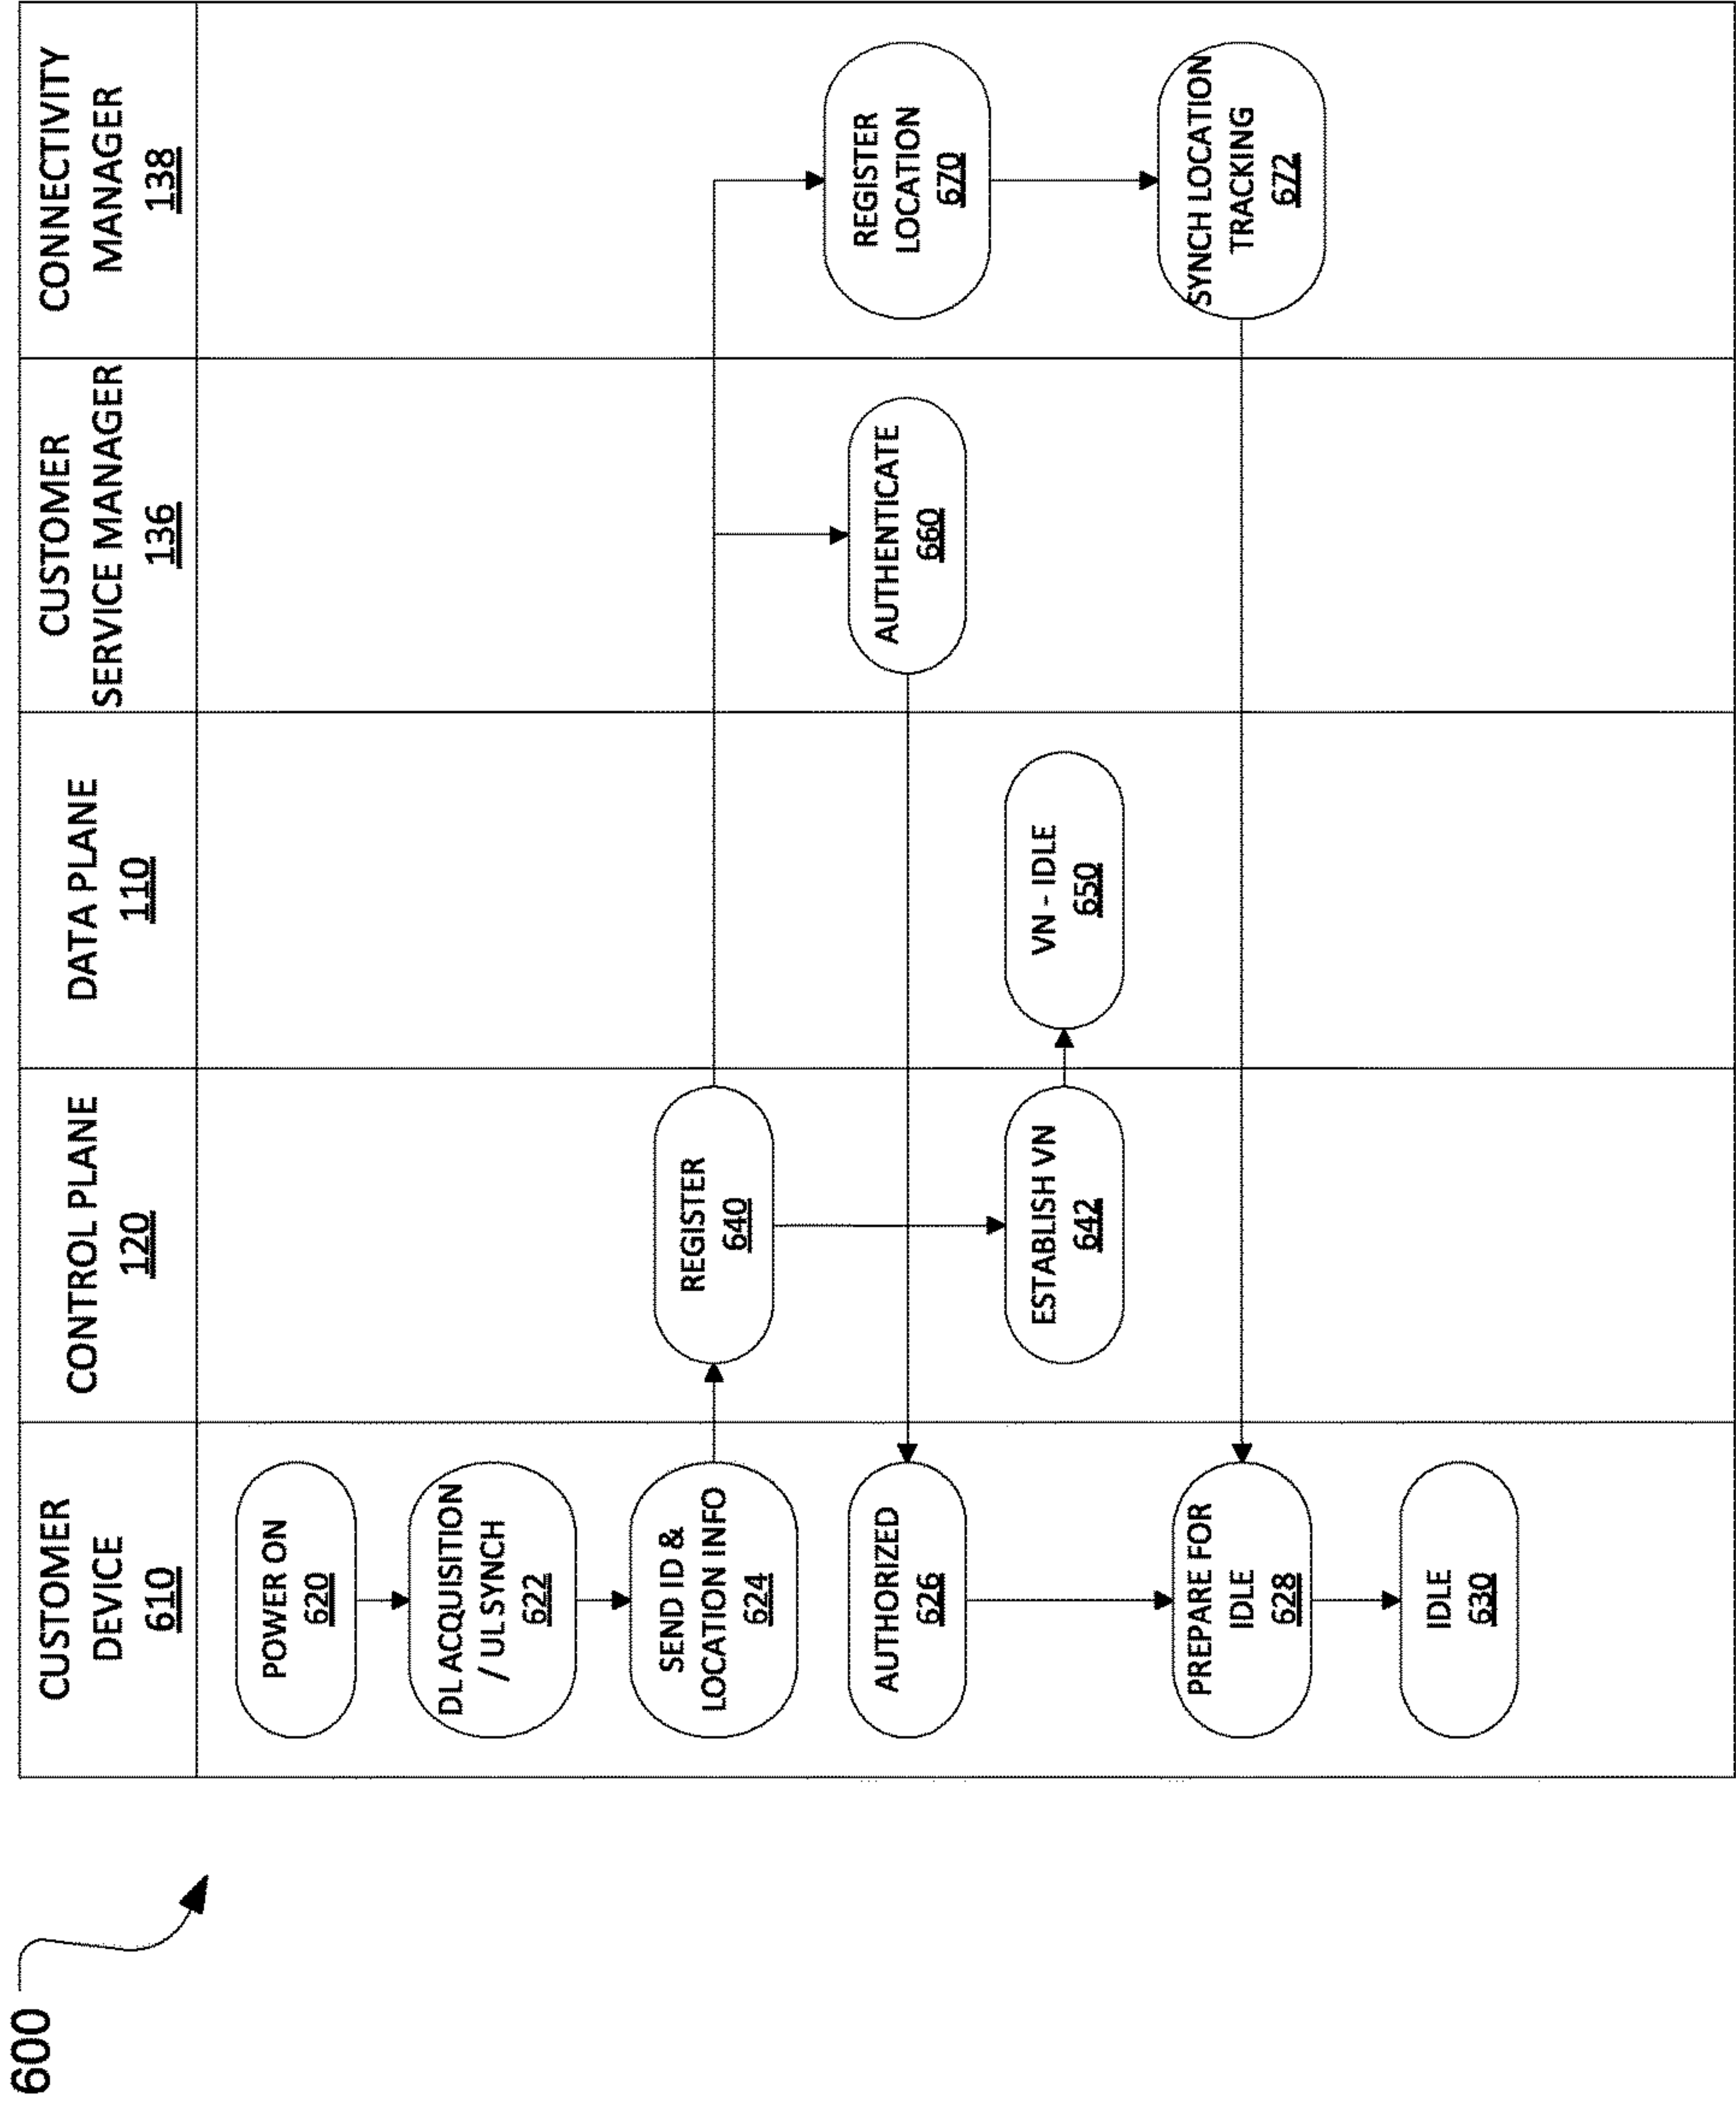 600
CUSTOMER
DEVICE
610
CONTROL PLANE
120
DATA PLANE
110
CUSTOMER
SERVICE MANAGER
136
CONNECTIVITY
MANAGER
138
POWER ON
620
DL ACQUISITION
/ UL SYNCH
622
SEND ID &
LOCATION INFO
624
REGISTER
640
AUTHORIZED
626
AUTHENTICATE
660
REGISTER
LOCATION
670
ESTABLISH VN
642
VN - IDLE
650
PREPARE FOR
IDLE
628
SYNCH LOCATION
TRACKING
672
IDLE
630